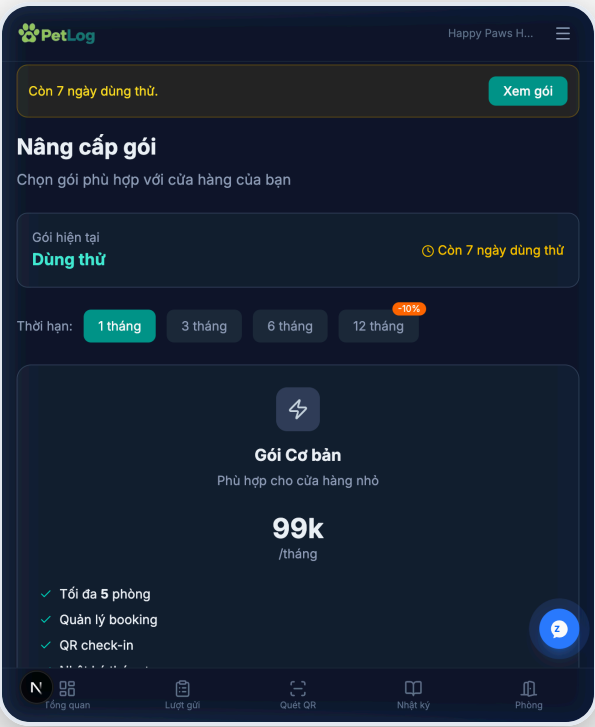 PetLog
Happy Paws H...
Còn 7 ngày dùng thử.
Xem gói
Nâng cấp gói
Chọn gói phù hợp với cửa hàng của bạn
Gói hiện tại
Dùng thử
Còn 7 ngày dùng thử
Thời hạn:
1 tháng
3 tháng
6 tháng
12 tháng
-10%
Gói Cơ bản
Phù hợp cho cửa hàng nhỏ
99k
/tháng
Tối đa 5 phòng
Quản lý booking
QR check-in
N
Tổng quan
Lượt gửi
Quét QR
Nhật ký
Phòng
Z